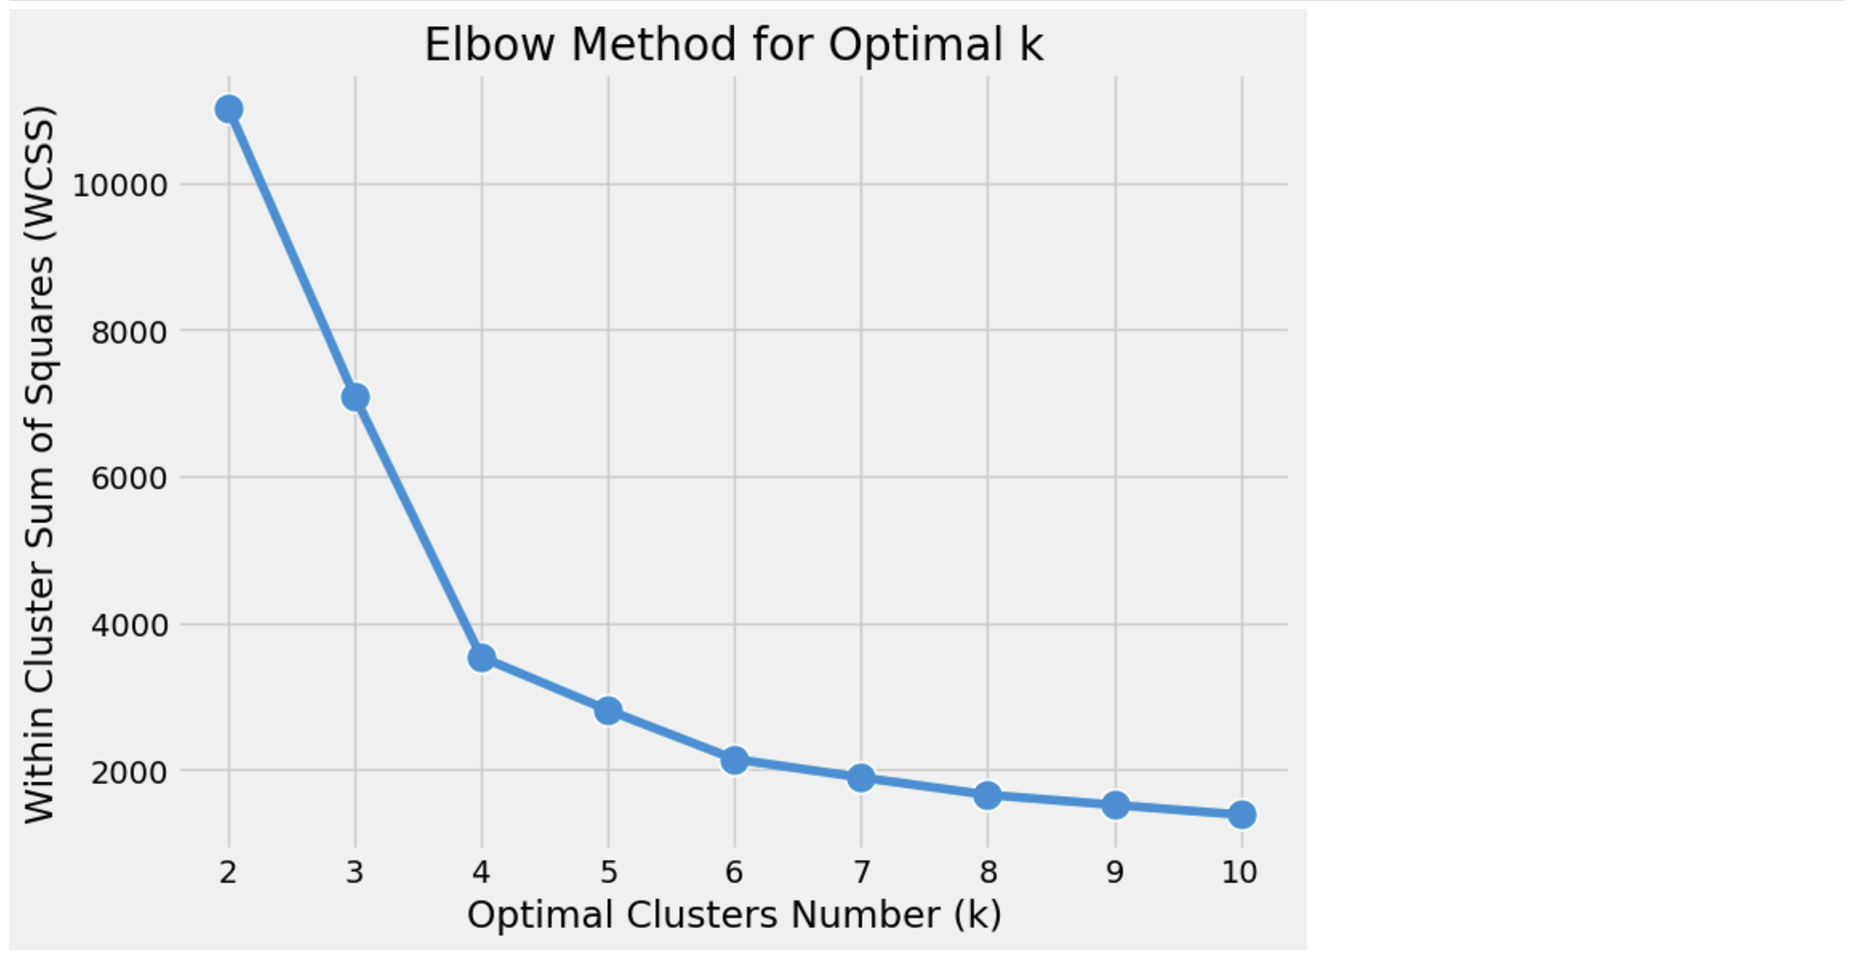 Elbow Method for Optimal k
Within Cluster Sum of Squares (WCSS)
10000
8000
6000
4000
2000
2 3 4 5 6 7 8 9 10
Optimal Clusters Number (k)